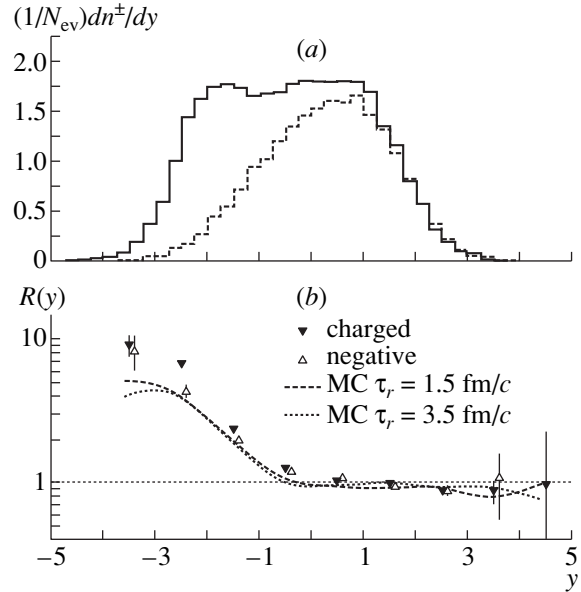 (1/N_ev)dn^±/dy
(a)
2.0
1.5
1.0
0.5
0
y
R(y)
(b)
10
charged
negative
MC τ_r = 1.5 fm/c
MC τ_r = 3.5 fm/c
1
−5 −3 −1 1 3 5
y